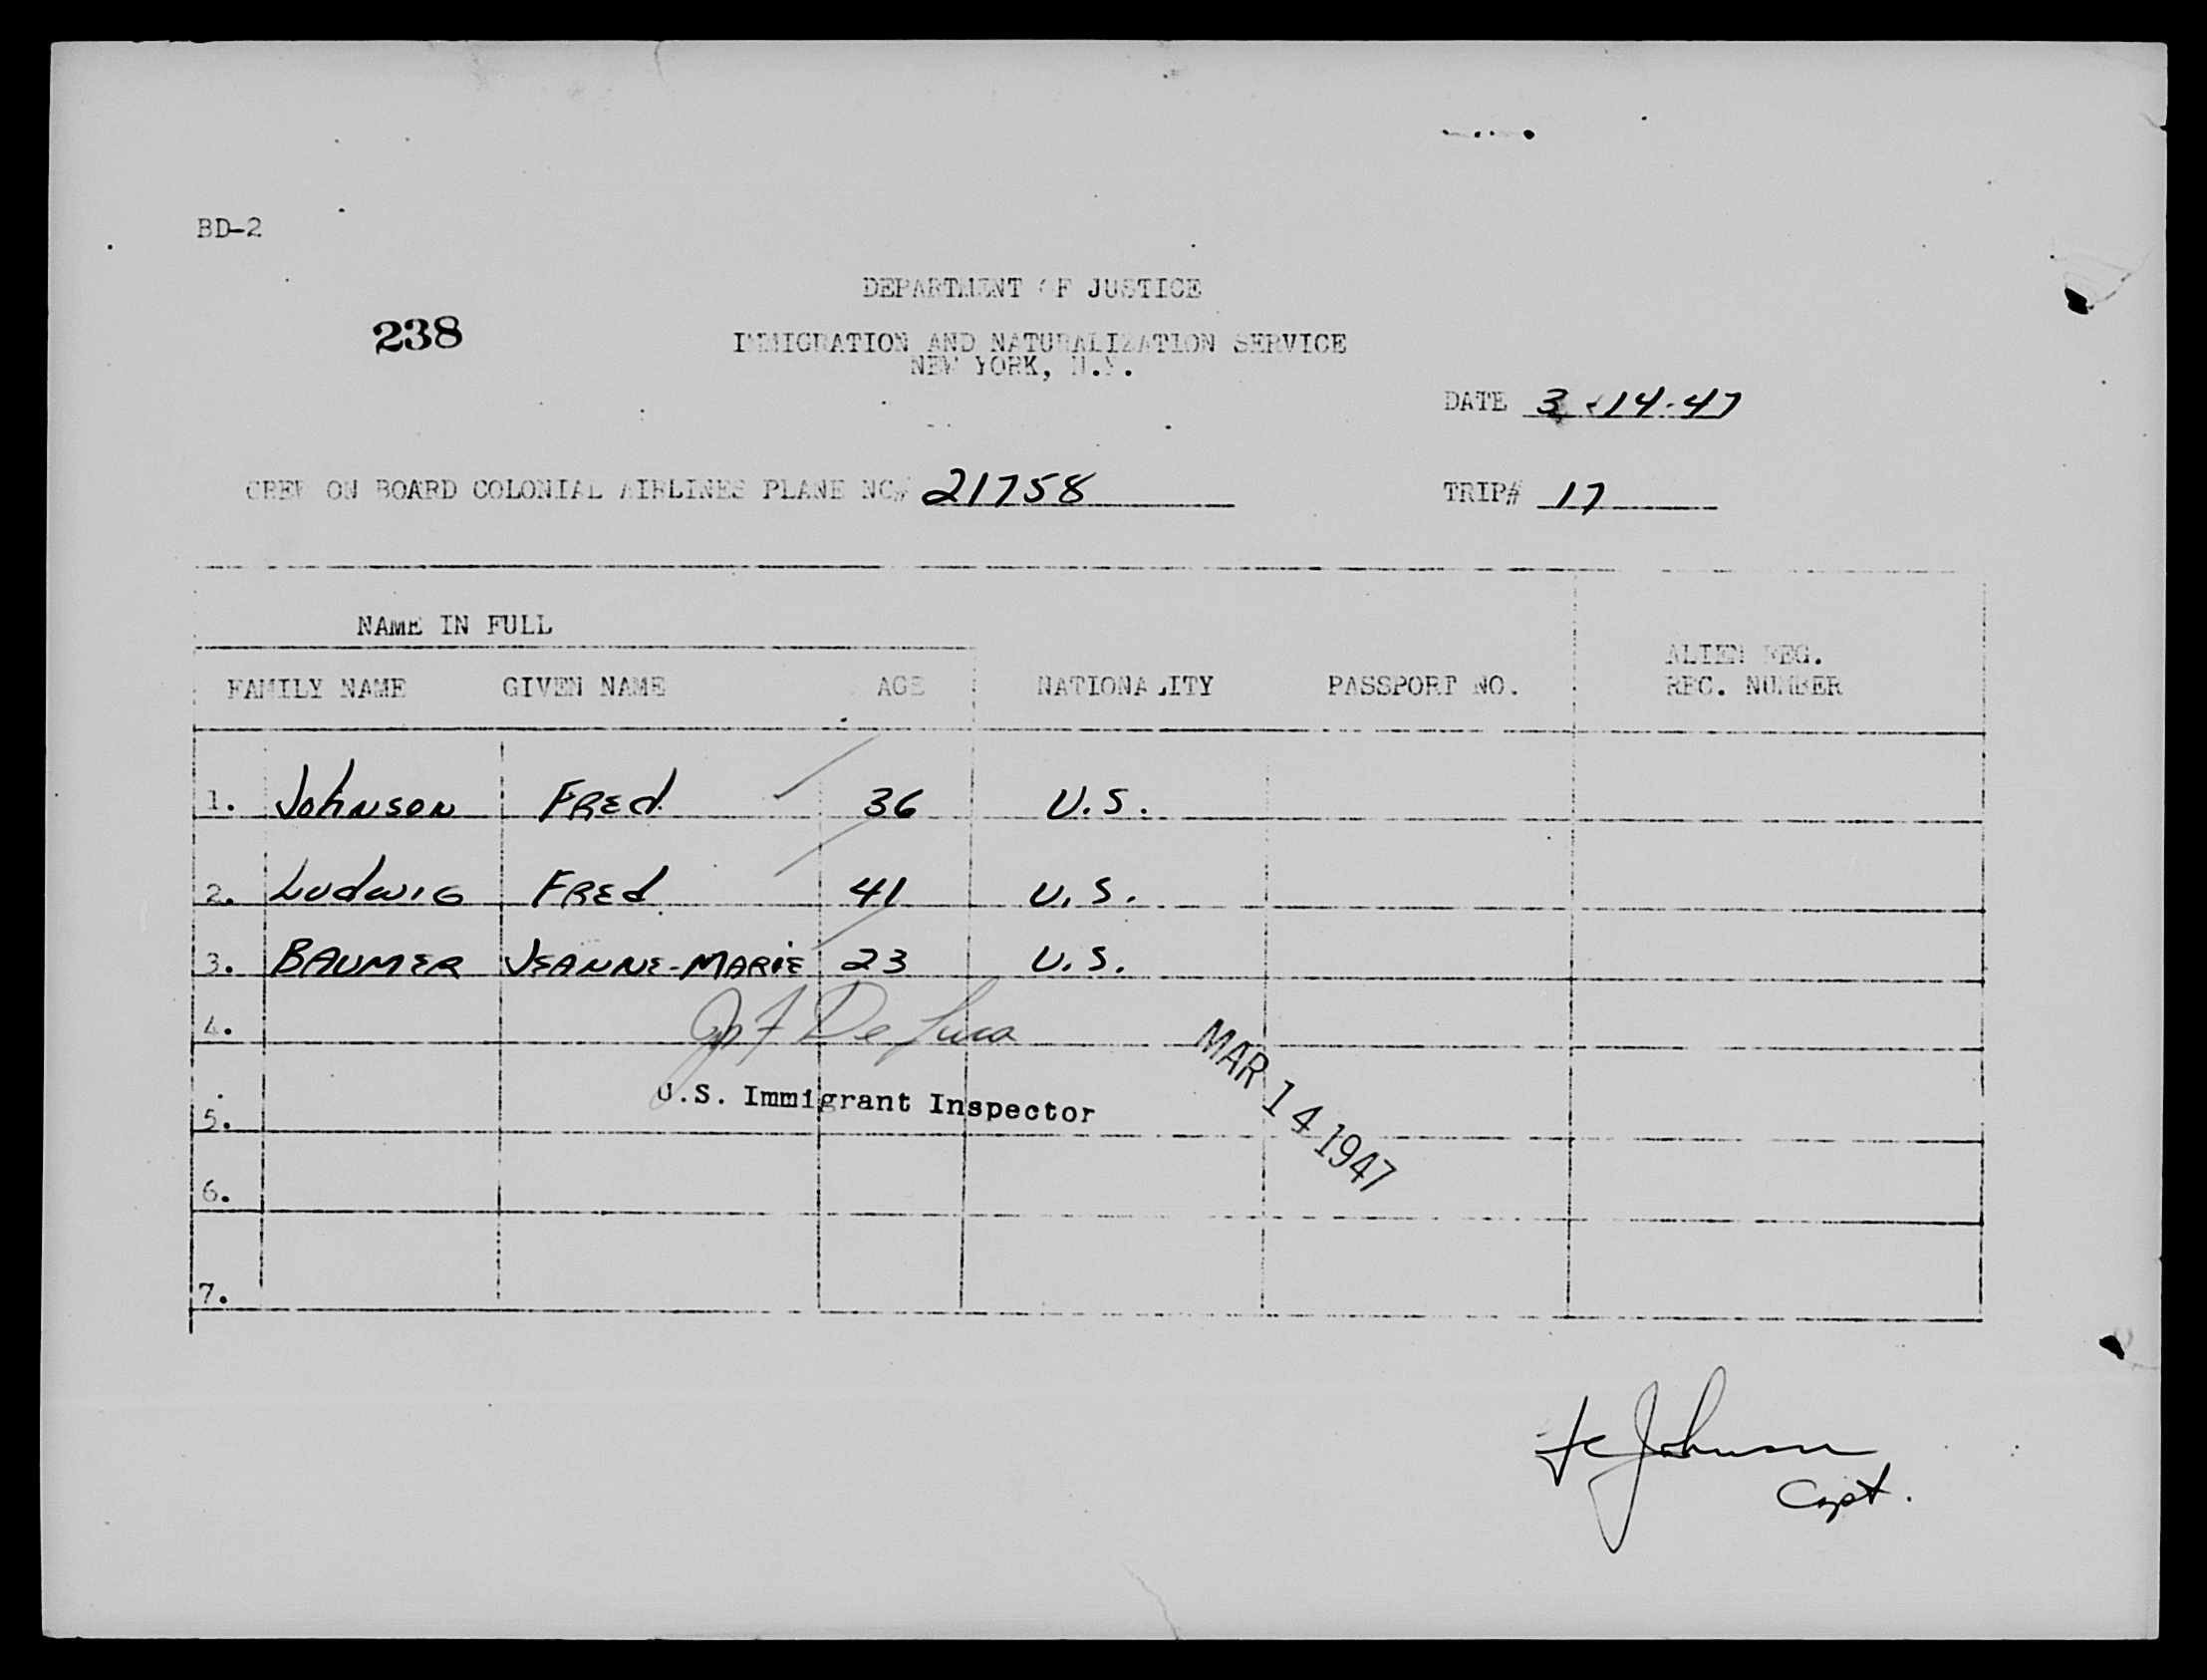 BD-2
DEPARTMENT OF JUSTICE
238
IMMIGRATION AND NATURALIZATION SERVICE
NEW YORK, N.Y.
DATE 3-14-47
CREW ON BOARD COLONIAL AIRLINES PLANE NC# 21758 TRIP# 17
NAME IN FULL
FAMILY NAME GIVEN NAME AGE NATIONALITY PASSPORT NO. ALIEN REG. REC. NUMBER
1. Johnson Fred 36 U.S.
2. Ludwig Fred 41 U.S.
3. BAUMER JEANNE-MARIE 23 U.S.
4. De Luca
MAR 14 1947
U.S. Immigrant Inspector
5.
6.
7.
Johnson
Capt.